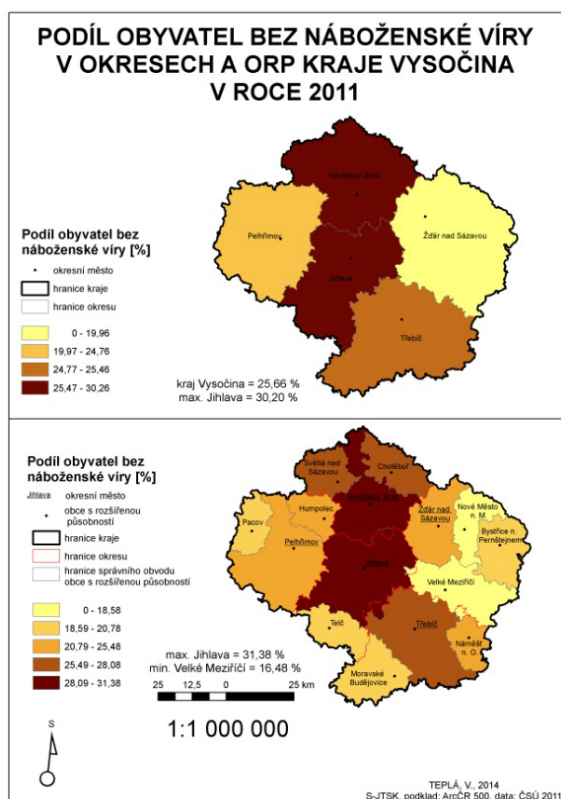 PODÍL OBYVATEL BEZ NÁBOŽENSKÉ VÍRY
V OKRESECH A ORP KRAJE VYSOČINA
V ROCE 2011
Havlíčkův Brod
Pelhřimov
Žďár nad Sázavou
Jihlava
Třebíč
Podíl obyvatel bez
náboženské víry [%]
okresní město
hranice kraje
hranice okresu
0 - 19,96
19,97 - 24,76
24,77 - 25,46
25,47 - 30,26
kraj Vysočina = 25,66 %
max. Jihlava = 30,20 %
Podíl obyvatel bez
náboženské víry [%]
Jihlava okresní město
obce s rozšířenou
působností
hranice kraje
hranice okresu
hranice správního obvodu
obce s rozšířenou působností
0 - 18,58
18,59 - 20,78
20,79 - 25,48
25,49 - 28,08
28,09 - 31,38
Světlá nad
Sázavou
Chotěboř
Havlíčkův Brod
Humpolec
Pacov
Pelhřimov
Žďár nad
Sázavou
Nové Město
n. M.
Bystřice n.
Pernštejnem
Jihlava
Velké Meziříčí
Telč
Třebíč
Náměšť
n. O.
Moravské
Budějovice
max. Jihlava = 31,38 %
min. Velké Meziříčí = 16,48 %
25 12,5 0 25 km
1:1 000 000
S
TEPLÁ, V., 2014
S-JTSK, podklad: ArcČR 500, data: ČSÚ 2011